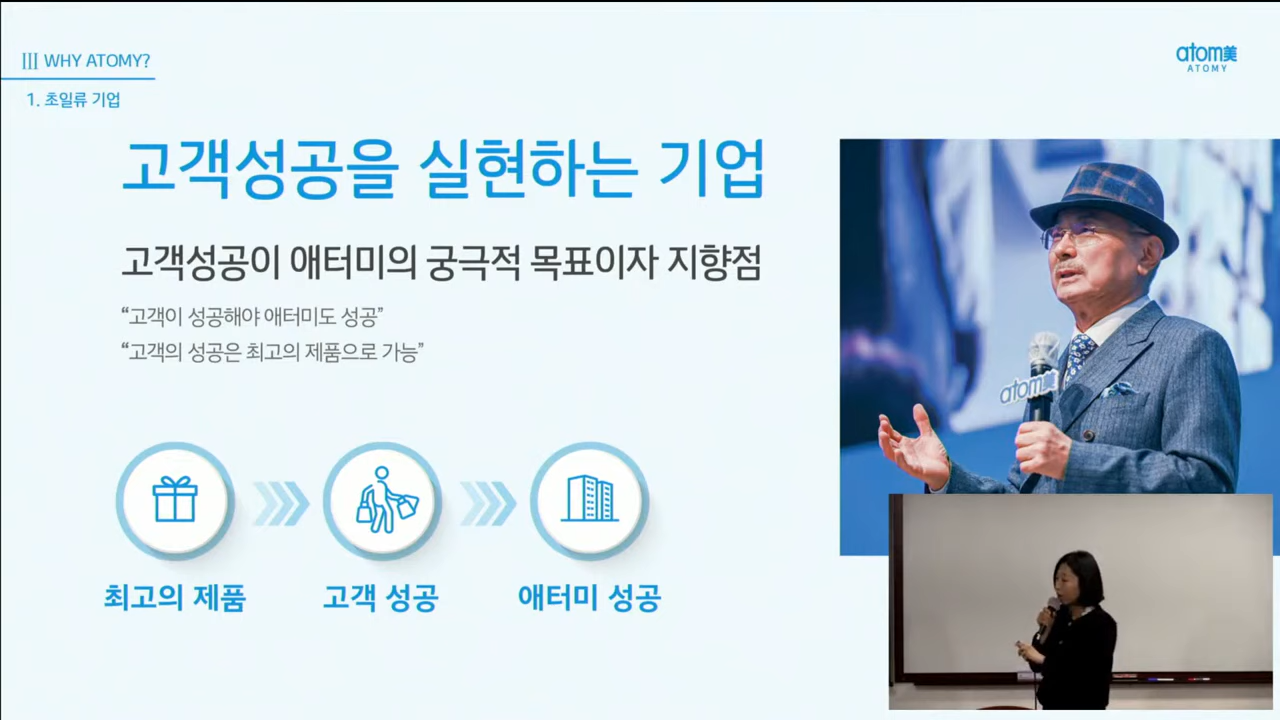 III WHY ATOMY?
1. 초일류 기업
atom美
ATOMY
고객성공을 실현하는 기업
고객성공이 애터미의 궁극적 목표이자 지향점
“고객이 성공해야 애터미도 성공”
“고객의 성공은 최고의 제품으로 가능”
atom美
최고의 제품
고객 성공
애터미 성공